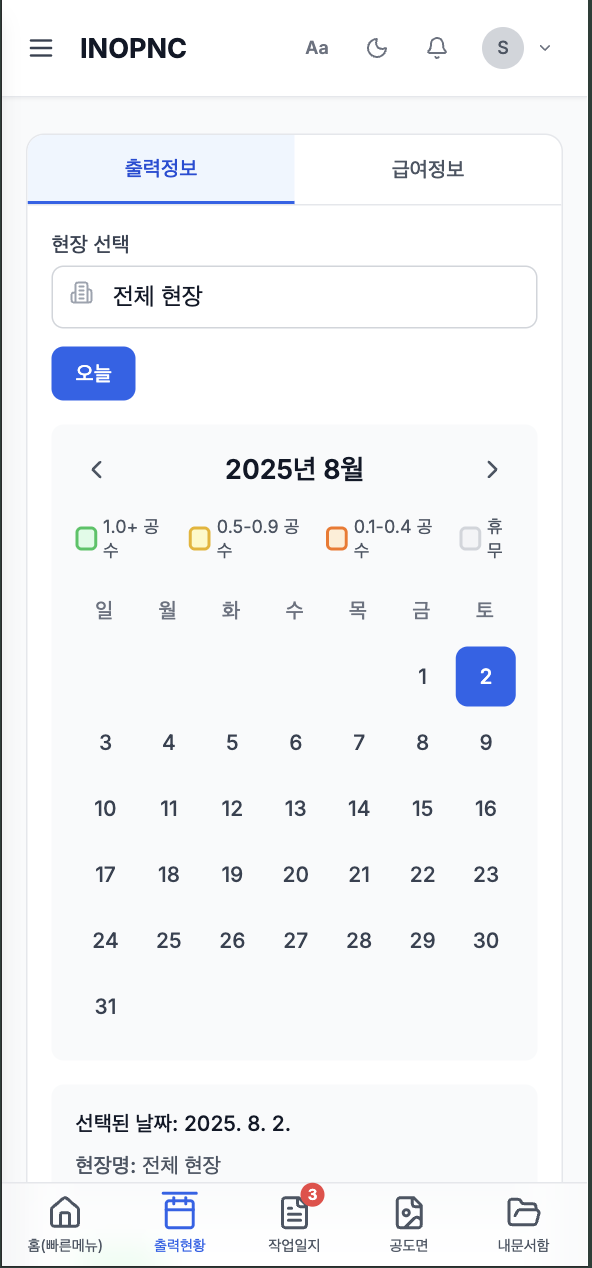 INOPNC Aa S
출력정보 급여정보
현장 선택
전체 현장
오늘
2025년 8월
1.0+ 공수 0.5-0.9 공수 0.1-0.4 공수 휴무
일 월 화 수 목 금 토
1 2
3 4 5 6 7 8 9
10 11 12 13 14 15 16
17 18 19 20 21 22 23
24 25 26 27 28 29 30
31
선택된 날짜: 2025. 8. 2.
현장명: 전체 현장
3
홈(빠른메뉴) 출력현황 작업일지 공도면 내문서함